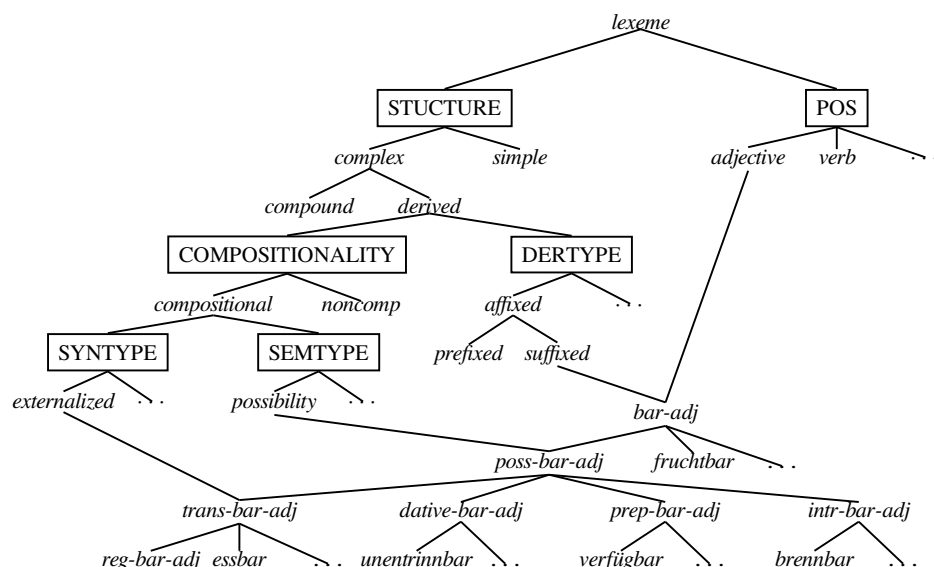 lexeme
STUCTURE POS
complex simple adjective verb . . .
compound derived
COMPOSITIONALITY DERTYPE
compositional noncomp affixed . . .
SYNTYPE SEMTYPE prefixed suffixed
externalized . . . possibility . . . bar-adj
poss-bar-adj fruchtbar . . .
trans-bar-adj dative-bar-adj prep-bar-adj intr-bar-adj
reg-bar-adj essbar . . . unentrinnbar . . . verfügbar . . . brennbar . . .